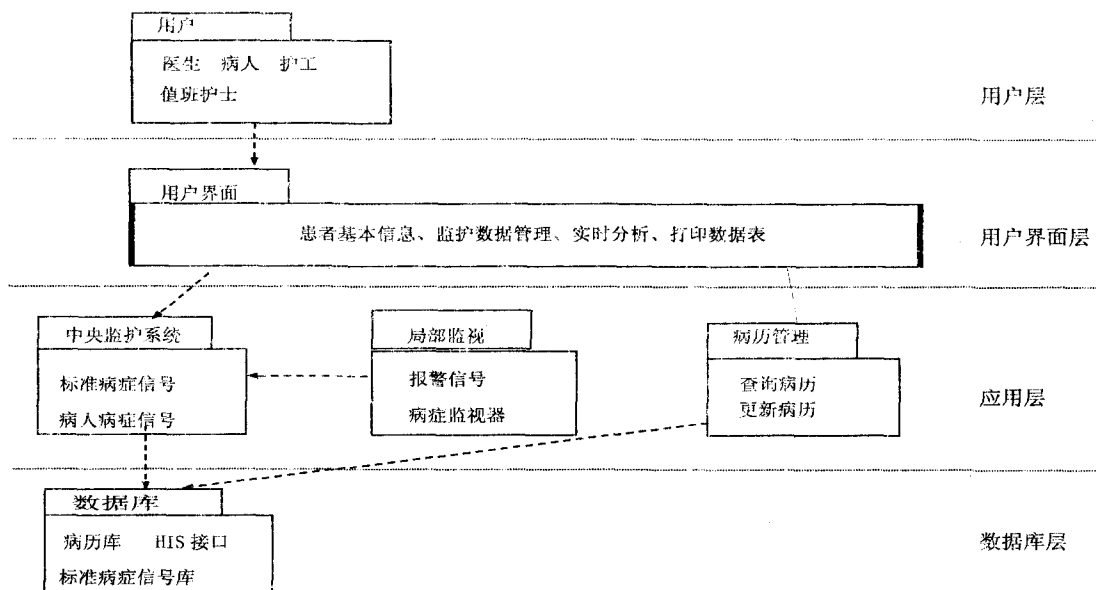 用户
医生 病人 护工
值班护士
用户层
用户界面
患者基本信息、监护数据管理、实时分析、打印数据表
用户界面层
中央监护系统
标准病症信号
病人病症信号
局部监视
报警信号
病症监视器
病历管理
查询病历
更新病历
应用层
数据库
病历库 HIS 接口
标准病症信号库
数据库层